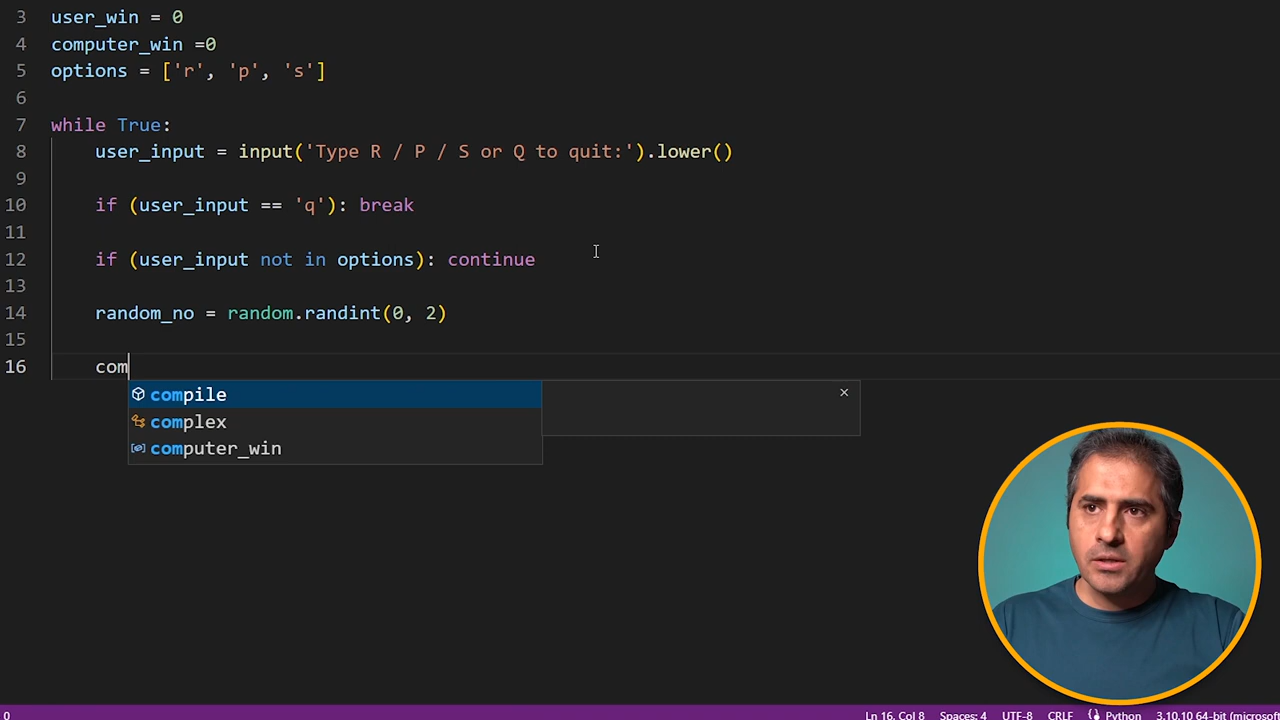 3 user_win = 0
4 computer_win =0
5 options = ['r', 'p', 's']
6
7 while True:
8 user_input = input('Type R / P / S or Q to quit:').lower()
9
10 if (user_input == 'q'): break
11
12 if (user_input not in options): continue
13
14 random_no = random.randint(0, 2)
15
16 com
compile
complex
computer_win
0 Ln 16, Col 8 Spaces: 4 UTF-8 CRLF Python 3.10.10 64-bit (microsof